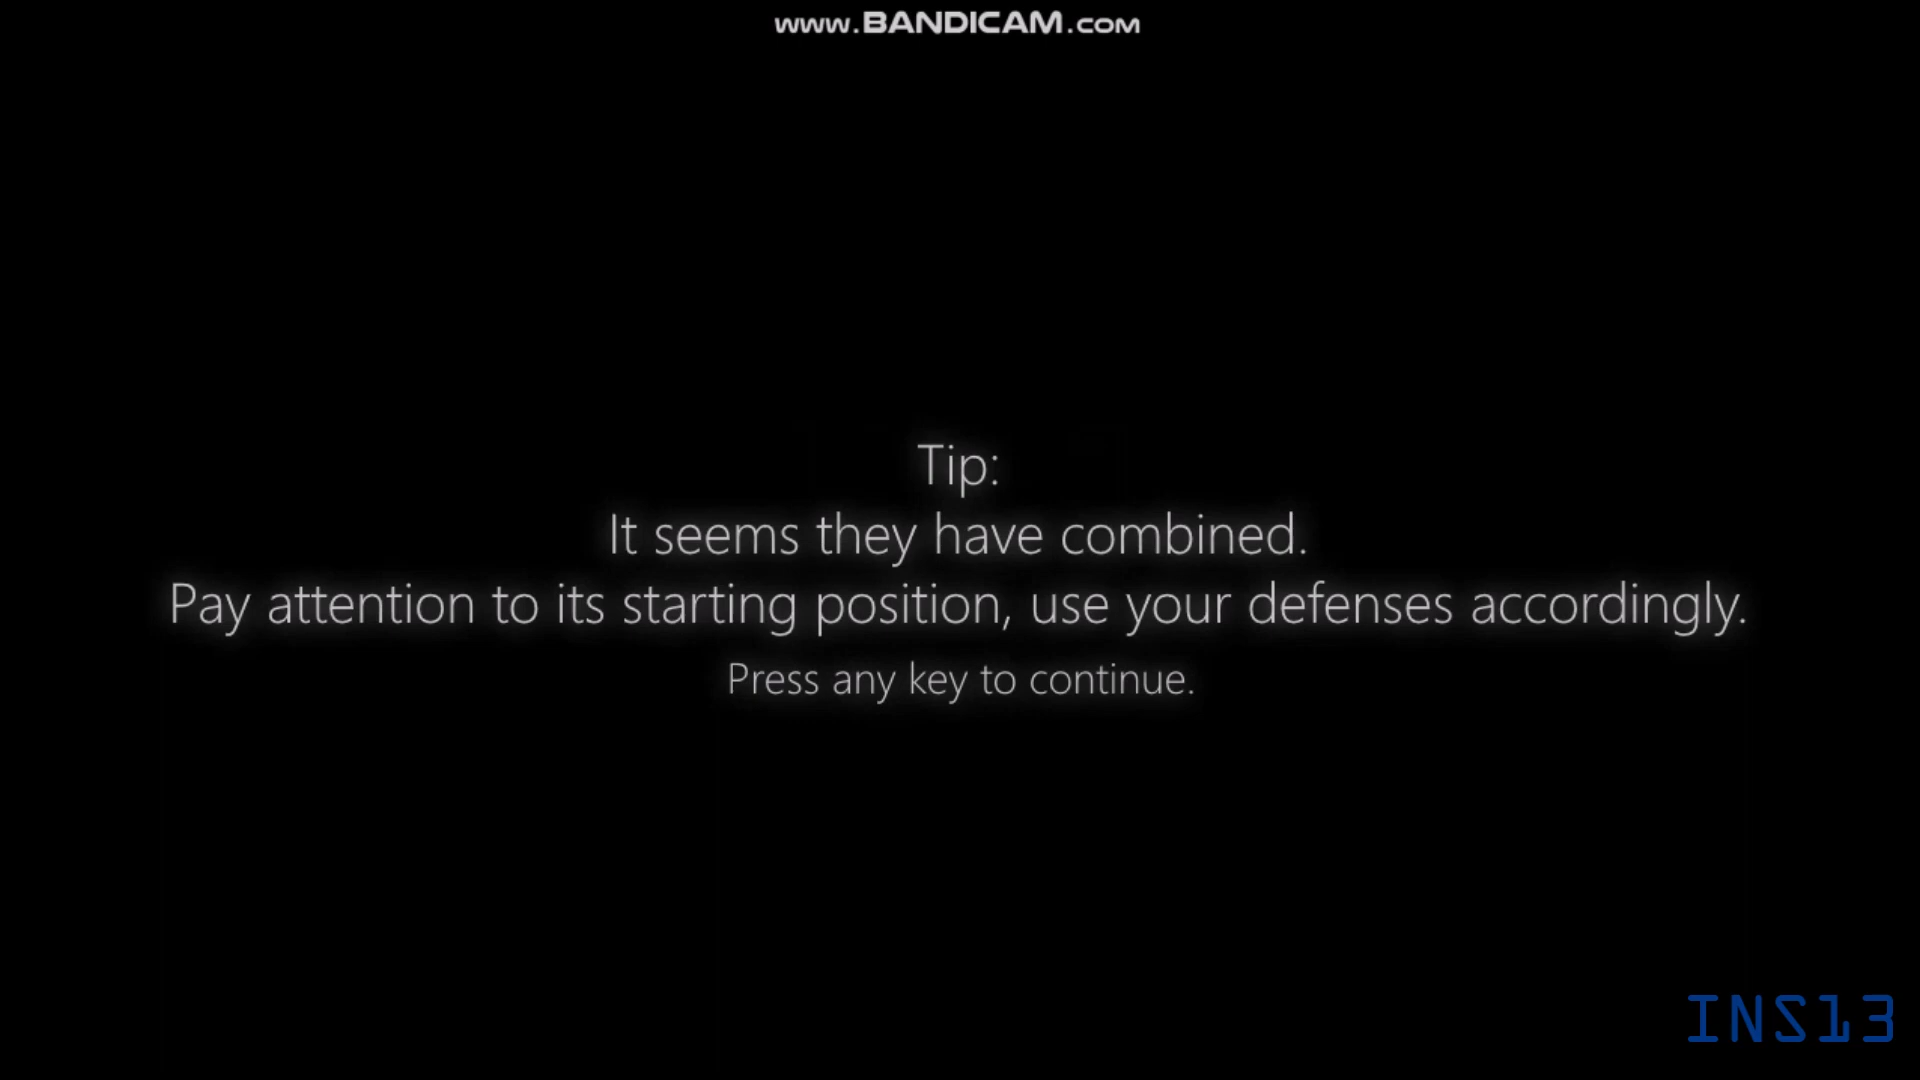 www.BANDICAM.COM
Tip:
It seems they have combined.
Pay attention to its starting position, use your defenses accordingly.
Press any key to continue.
INS13